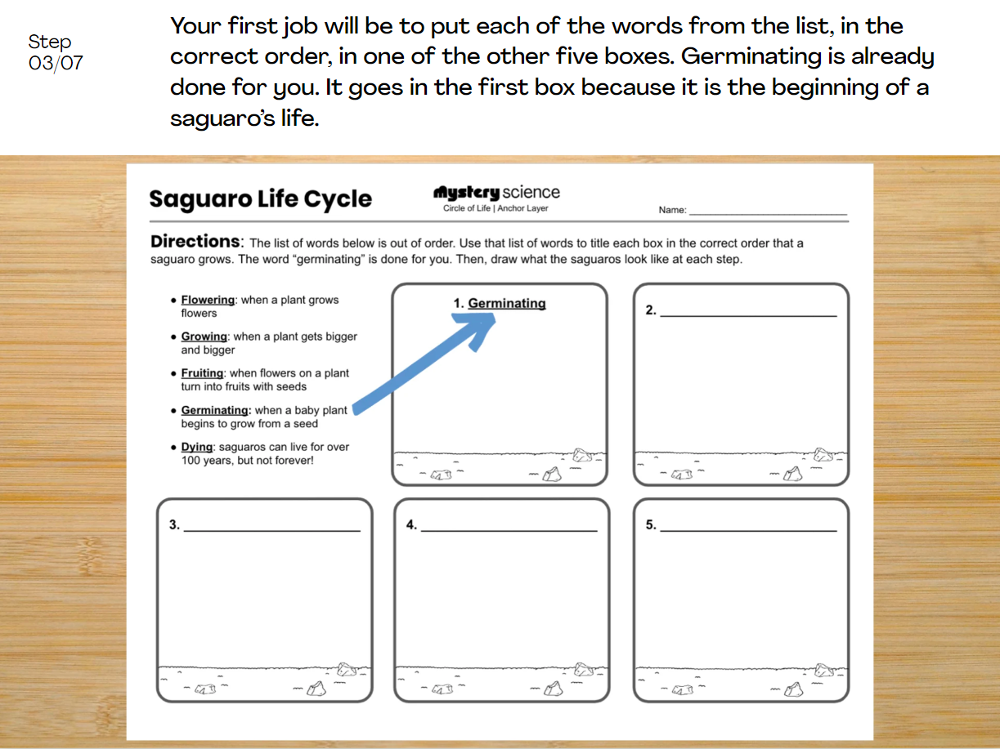 Step
03/07
Your first job will be to put each of the words from the list, in the
correct order, in one of the other five boxes. Germinating is already
done for you. It goes in the first box because it is the beginning of a
saguaro’s life.
Saguaro Life Cycle
Mystery science
Circle of Life | Anchor Layer
Name: ____________________
Directions: The list of words below is out of order. Use that list of words to title each box in the correct order that a
saguaro grows. The word “germinating” is done for you. Then, draw what the saguaros look like at each step.
• Flowering: when a plant grows
flowers
• Growing: when a plant gets bigger
and bigger
• Fruiting: when flowers on a plant
turn into fruits with seeds
• Germinating: when a baby plant
begins to grow from a seed
• Dying: saguaros can live for over
100 years, but not forever!
1. Germinating
2. ____________________
3. ____________________
4. ____________________
5. ____________________